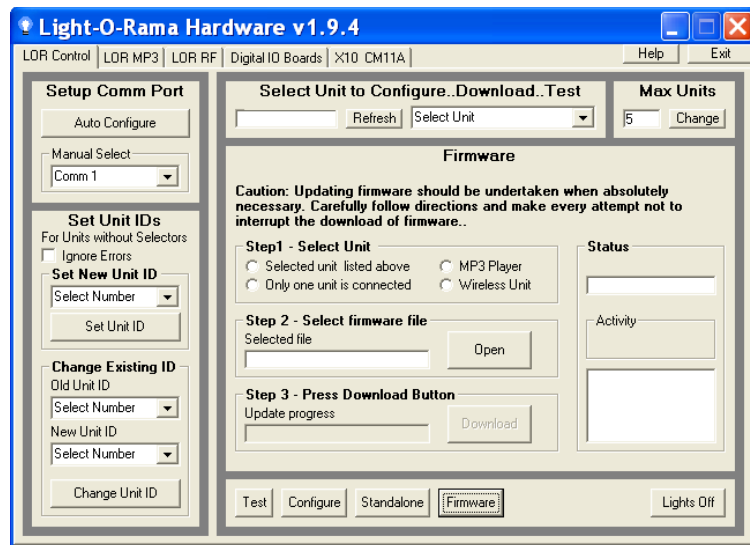 Light-O-Rama Hardware v1.9.4
LOR Control
LOR MP3
LOR RF
Digital IO Boards
X10 CM11A
Help
Exit
Setup Comm Port
Auto Configure
Manual Select
Comm 1
Set Unit IDs
For Units without Selectors
Ignore Errors
Set New Unit ID
Select Number
Set Unit ID
Change Existing ID
Old Unit ID
Select Number
New Unit ID
Select Number
Change Unit ID
Select Unit to Configure..Download..Test
Refresh
Select Unit
Max Units
5
Change
Firmware
Caution: Updating firmware should be undertaken when absolutely
necessary. Carefully follow directions and make every attempt not to
interrupt the download of firmware..
Step1 - Select Unit
Selected unit listed above
MP3 Player
Only one unit is connected
Wireless Unit
Step 2 - Select firmware file
Selected file
Open
Step 3 - Press Download Button
Update progress
Download
Status
Activity
Test
Configure
Standalone
Firmware
Lights Off